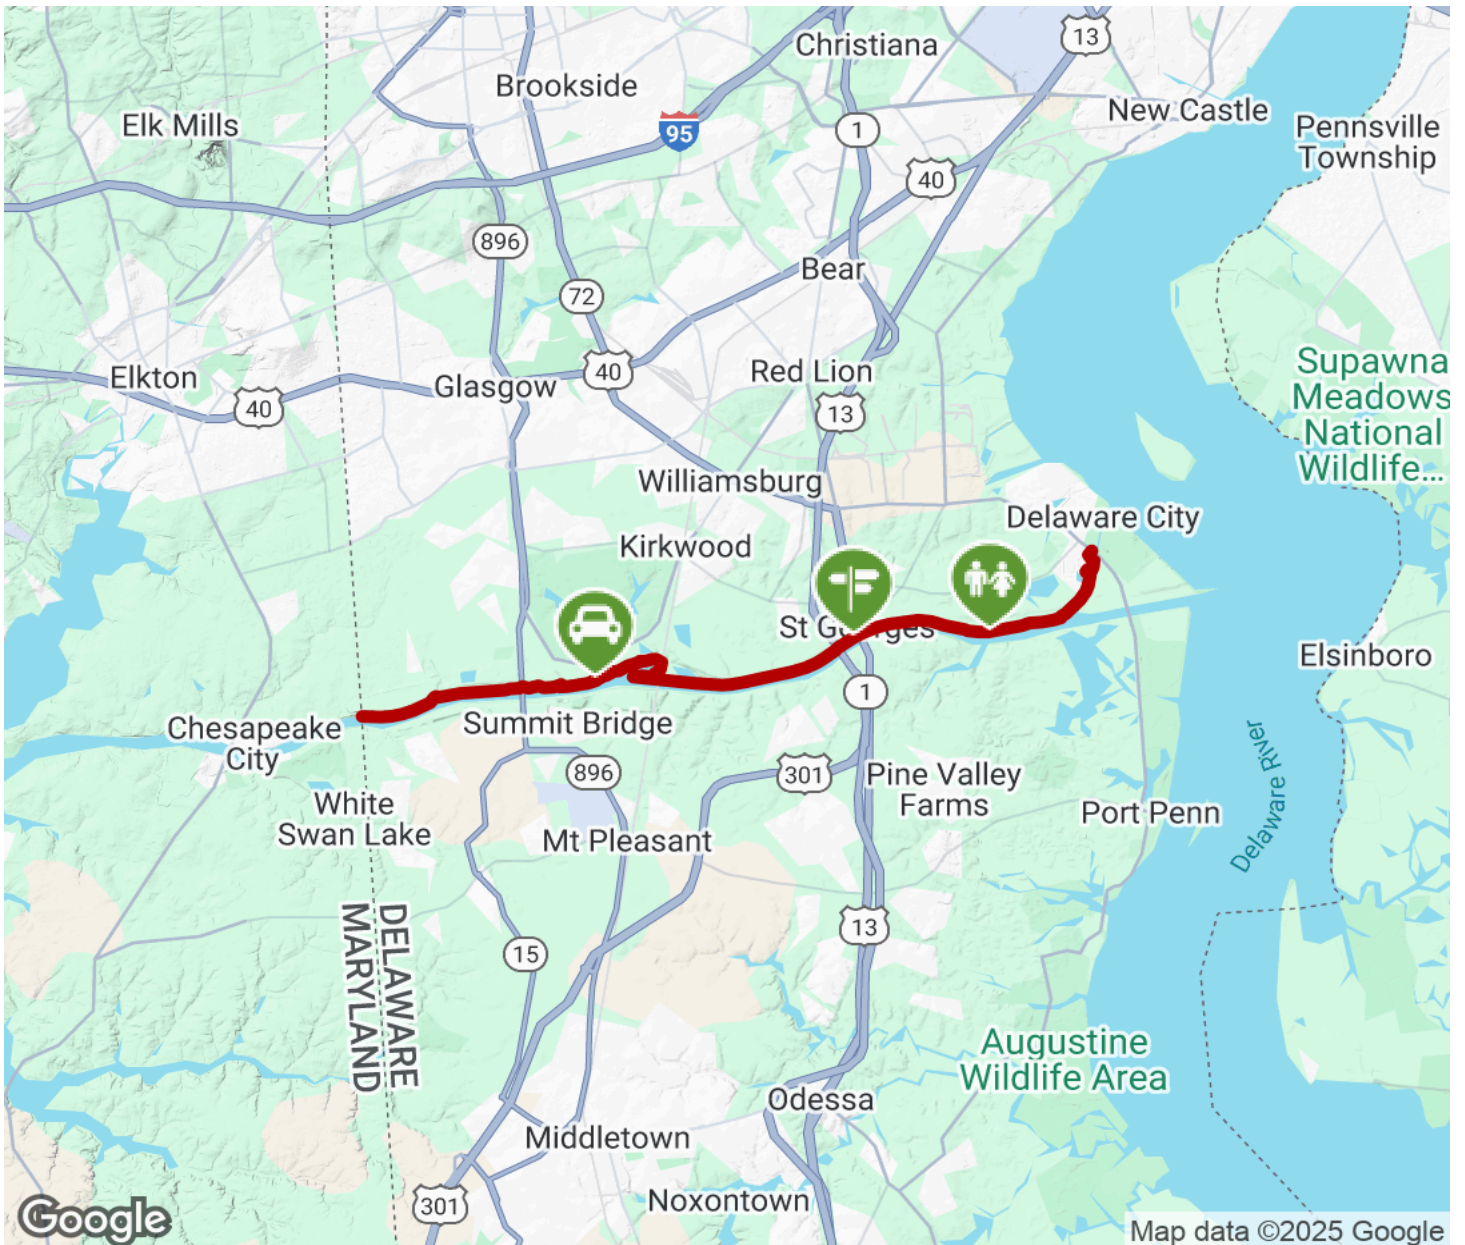 Christiana
13
Brookside
New Castle
Elk Mills
95
1
Pennsville
Township
40
896
Bear
72
Supawna
Meadows
National
Wildlife...
Elkton
40
Glasgow
40
Red Lion
13
Williamsburg
Delaware City
Kirkwood
St Georges
Elsinboro
1
Chesapeake
City
Summit Bridge
896
301
Pine Valley
Farms
White
Swan Lake
Mt Pleasant
Port Penn
Delaware River
DELAWARE
MARYLAND
13
15
Augustine
Wildlife Area
Odessa
Middletown
301
Noxontown
Google
Map data ©2025 Google